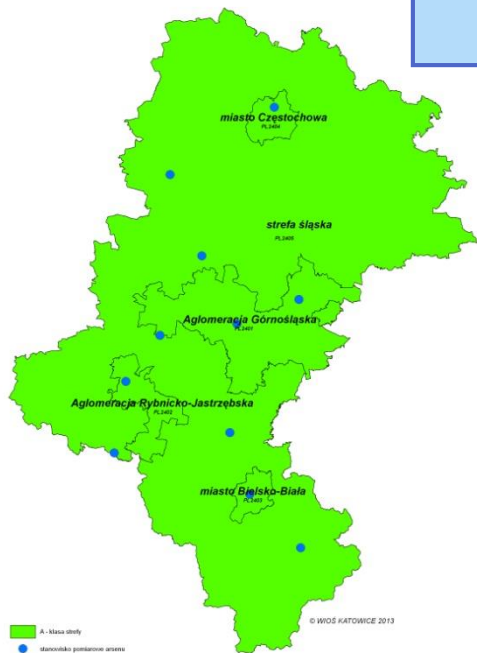 miasto Częstochowa
PL2404
strefa śląska
PL2405
Aglomeracja Górnośląska
PL2401
Aglomeracja Rybnicko-Jastrzębska
PL2402
miasto Bielsko-Biała
PL2403
© WIOŚ KATOWICE 2013
A - klasa strefy
stanowisko pomiarowe arsenu